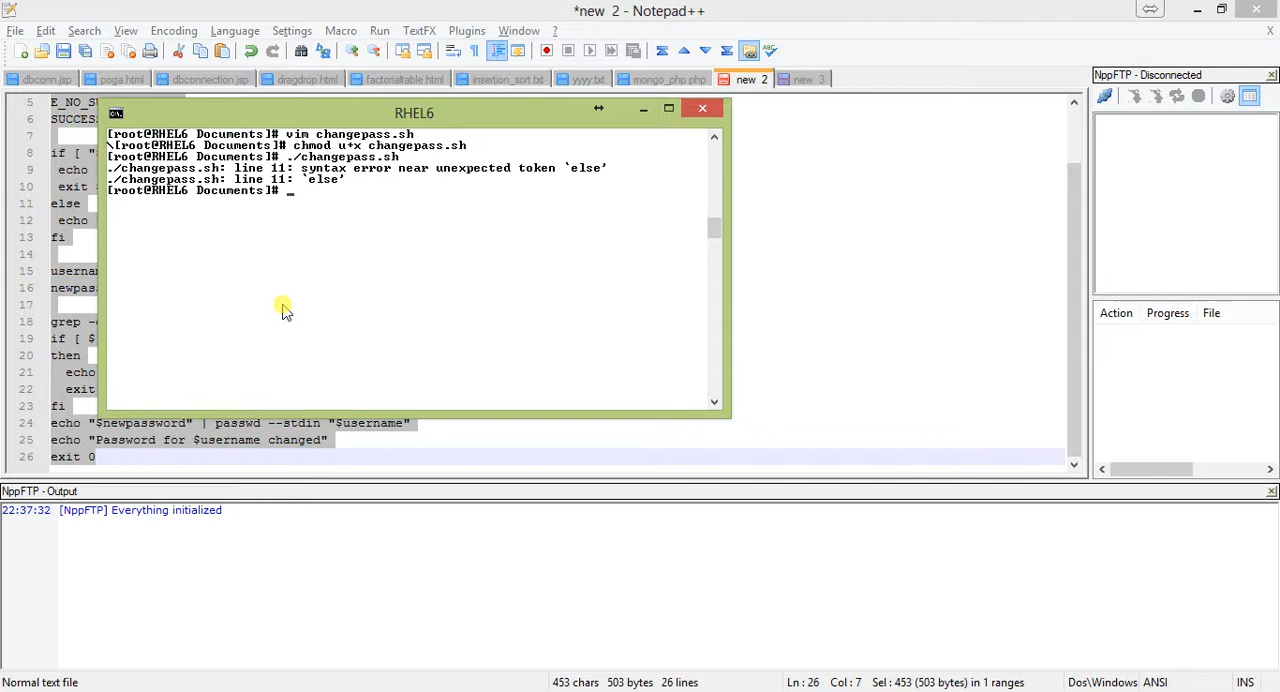 *new 2 - Notepad++
File Edit Search View Encoding Language Settings Macro Run TextFX Plugins Window ? X
dbconn.jsp poga.html dbconnection.jsp dragdrop.html factorialtable.html insertion_sort.txt yyyy.txt mongo_php.php new 2 new 3
NppFTP - Disconnected
Action Progress File
RHEL6
[root@RHEL6 Documents]# vim changepass.sh
\[root@RHEL6 Documents]# chmod u+x changepass.sh
[root@RHEL6 Documents]# ./changepass.sh
./changepass.sh: line 11: syntax error near unexpected token `else'
./changepass.sh: line 11: `else'
[root@RHEL6 Documents]# _
5 E_NO_S
6 SUCCES
7
8 if [ "
9 echo
10 exit
11 else
12 echo
13 fi
14
15 userna
16 newpas
17
18 grep -
19 if [ $
20 then
21 echo
22 exit
23 fi
24 echo "$newpassword" | passwd --stdin "$username"
25 echo "Password for $username changed"
26 exit 0
NppFTP - Output
22:37:32 [NppFTP] Everything initialized
Normal text file 453 chars 503 bytes 26 lines Ln : 26 Col : 7 Sel : 453 (503 bytes) in 1 ranges Dos\Windows ANSI INS